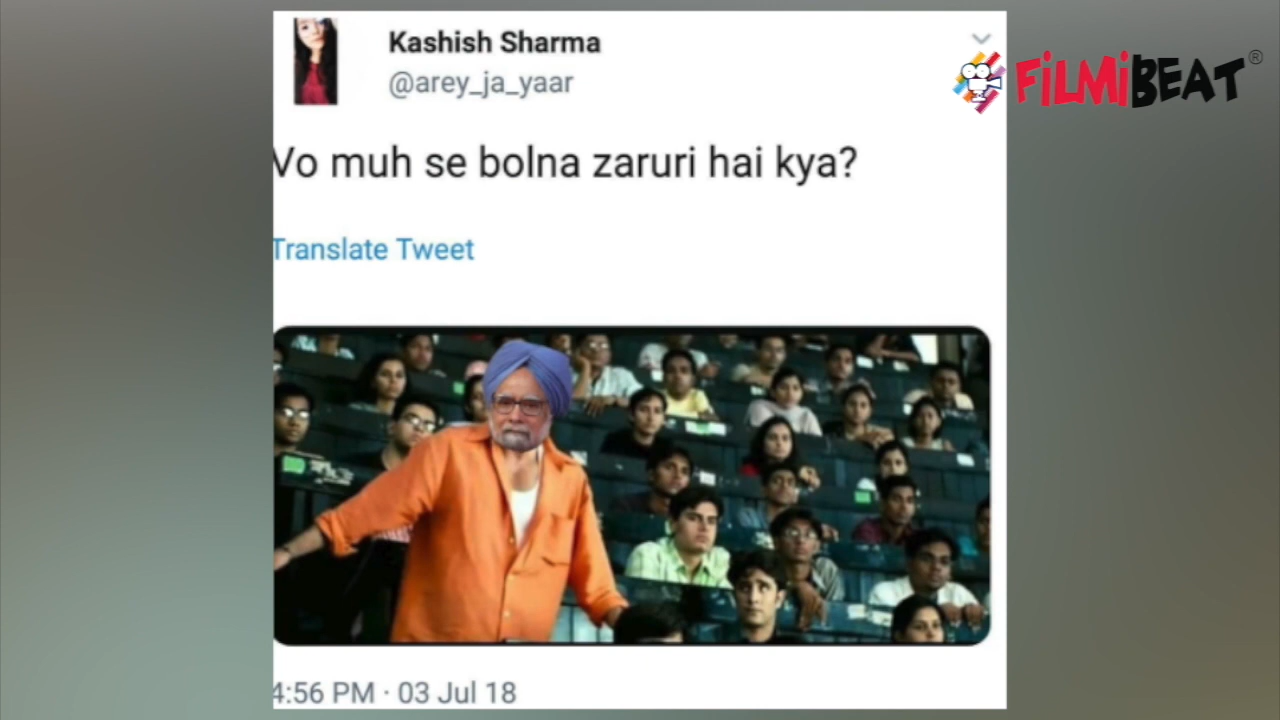 Kashish Sharma
@arey_ja_yaar
FiLMiBEAT®
Vo muh se bolna zaruri hai kya?
Translate Tweet
4:56 PM · 03 Jul 18